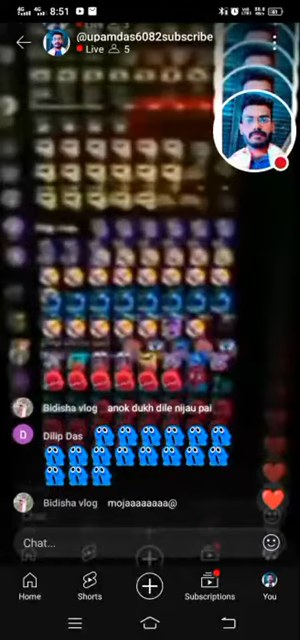 8:51
@upamdas6082subscribe
Live 5
Bidisha vlog anok dukh dile nijau pai
D Dilip Das
Bidisha vlog mojaaaaaaaa@
Chat...
Home Shorts Subscriptions You